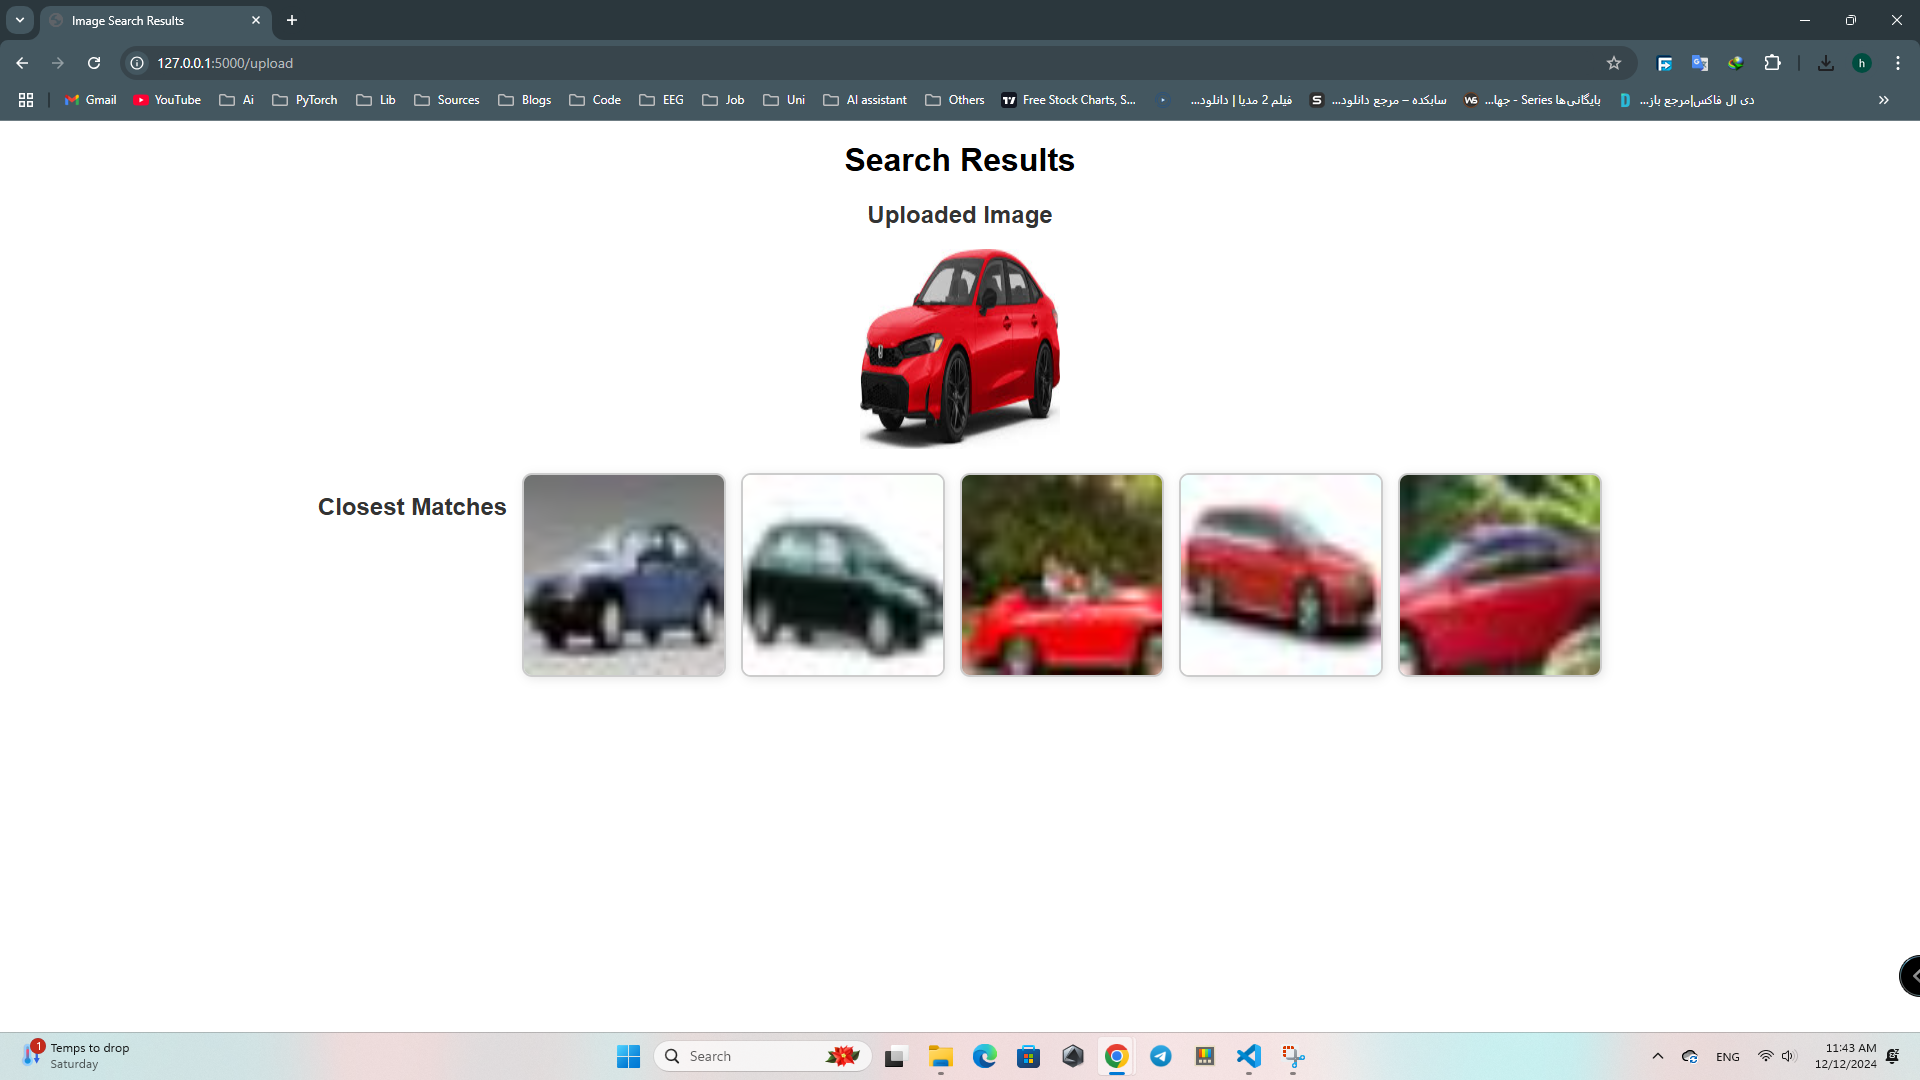 Image Search Results
127.0.0.1:5000/upload
Gmail
YouTube
Ai
PyTorch
Lib
Sources
Blogs
Code
EEG
Job
Uni
AI assistant
Others
Free Stock Charts, S...
فیلم 2 مدیا | دانلود...
سابکده – مرجع دانلود...
بایگانی‌ها Series - جها...
دی ال فاکس|مرجع باز...
Search Results
Uploaded Image
Closest Matches
1
Temps to drop
Saturday
Search
ENG
11:43 AM
12/12/2024